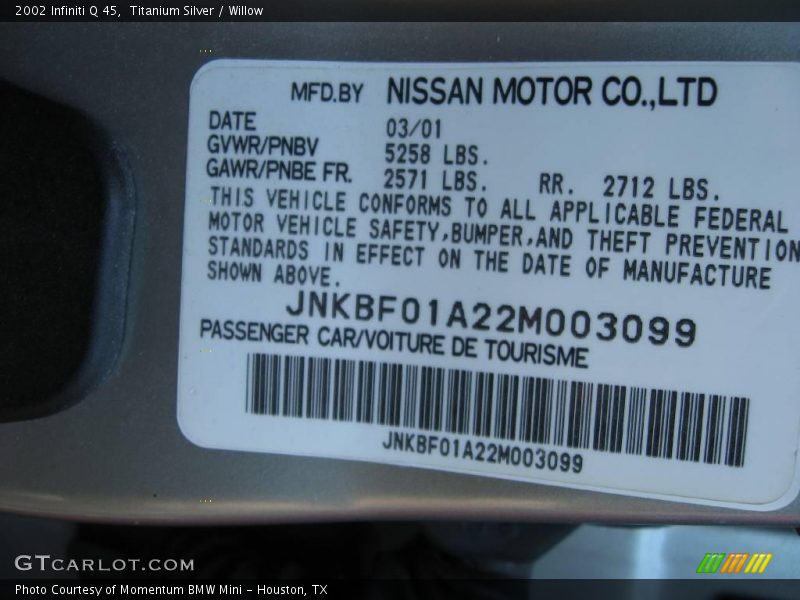 2002 Infiniti Q 45,  Titanium Silver / Willow
MFD.BY NISSAN MOTOR CO.,LTD
DATE 03/01
GVWR/PNBV 5258 LBS.
GAWR/PNBE FR. 2571 LBS. RR. 2712 LBS.
THIS VEHICLE CONFORMS TO ALL APPLICABLE FEDERAL
MOTOR VEHICLE SAFETY,BUMPER,AND THEFT PREVENTION
STANDARDS IN EFFECT ON THE DATE OF MANUFACTURE
SHOWN ABOVE.
JNKBF01A22M003099
PASSENGER CAR/VOITURE DE TOURISME
JNKBF01A22M003099
GTCARLOT.COM
Photo Courtesy of Momentum BMW Mini - Houston, TX